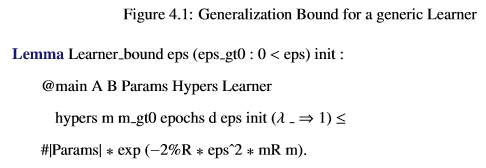 Figure 4.1: Generalization Bound for a generic Learner
Lemma Learner_bound eps (eps_gt0 : 0 < eps) init :
@main A B Params Hypers Learner
hypers m m_gt0 epochs d eps init (λ _ ⇒ 1) ≤
#|Params| ∗ exp (−2%R ∗ eps^2 ∗ mR m).